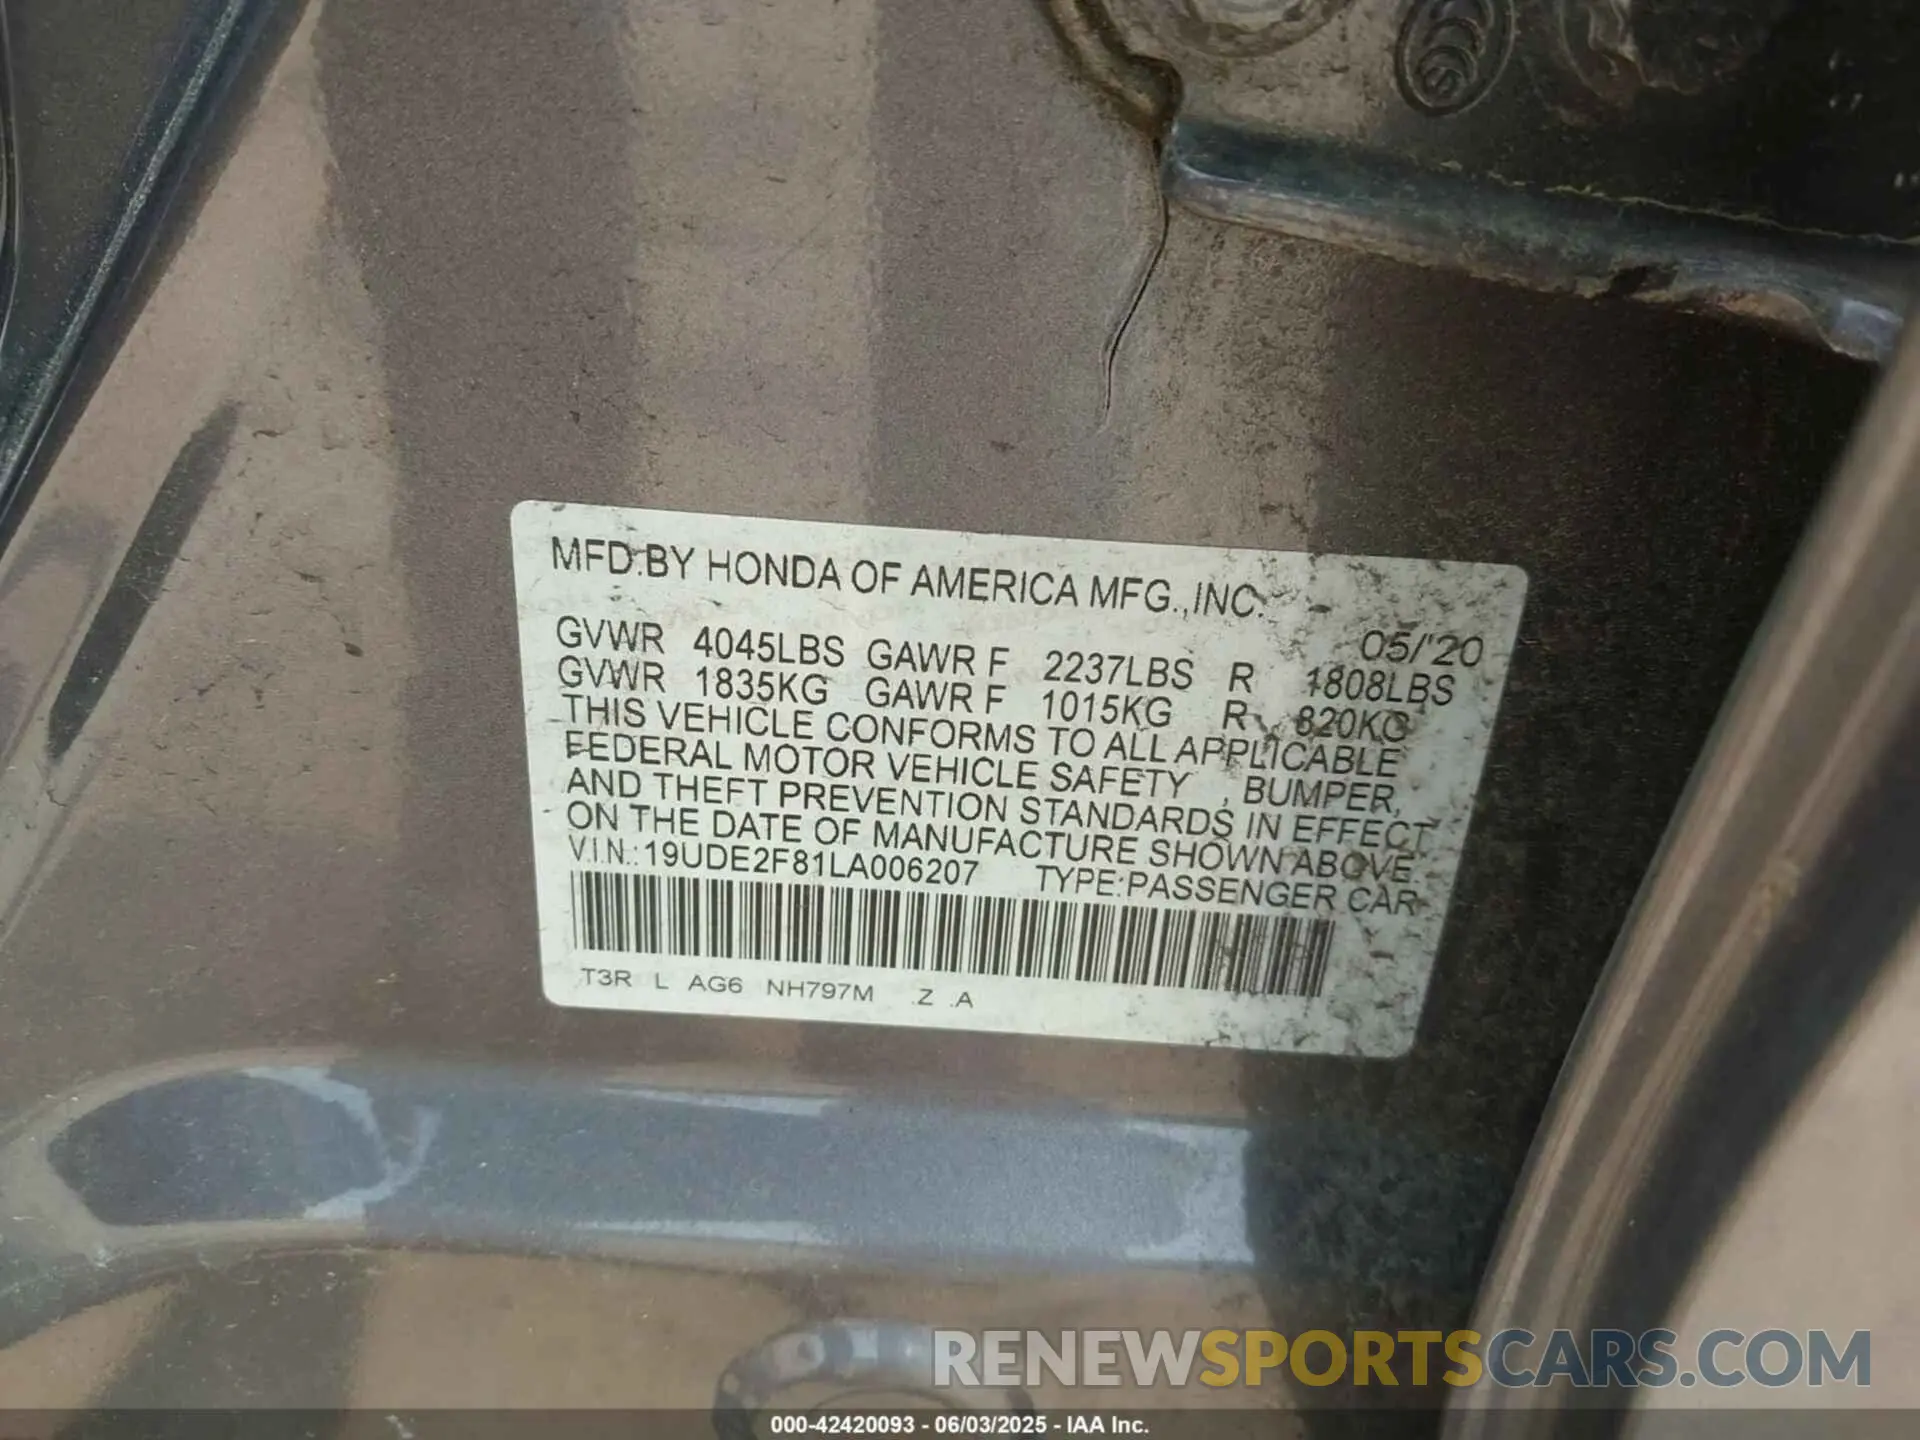 MFD.BY HONDA OF AMERICA MFG.,INC.
05/'20
GVWR 4045LBS GAWR F 2237LBS R 1808LBS
GVWR 1835KG GAWR F 1015KG R 820KG
THIS VEHICLE CONFORMS TO ALL APPLICABLE
FEDERAL MOTOR VEHICLE SAFETY , BUMPER,
AND THEFT PREVENTION STANDARDS IN EFFECT
ON THE DATE OF MANUFACTURE SHOWN ABOVE.
V.I.N.:19UDE2F81LA006207 TYPE:PASSENGER CAR
T3R L AG6 NH797M .Z .A
RENEWSPORTSCARS.COM
000-42420093 - 06/03/2025 - IAA Inc.